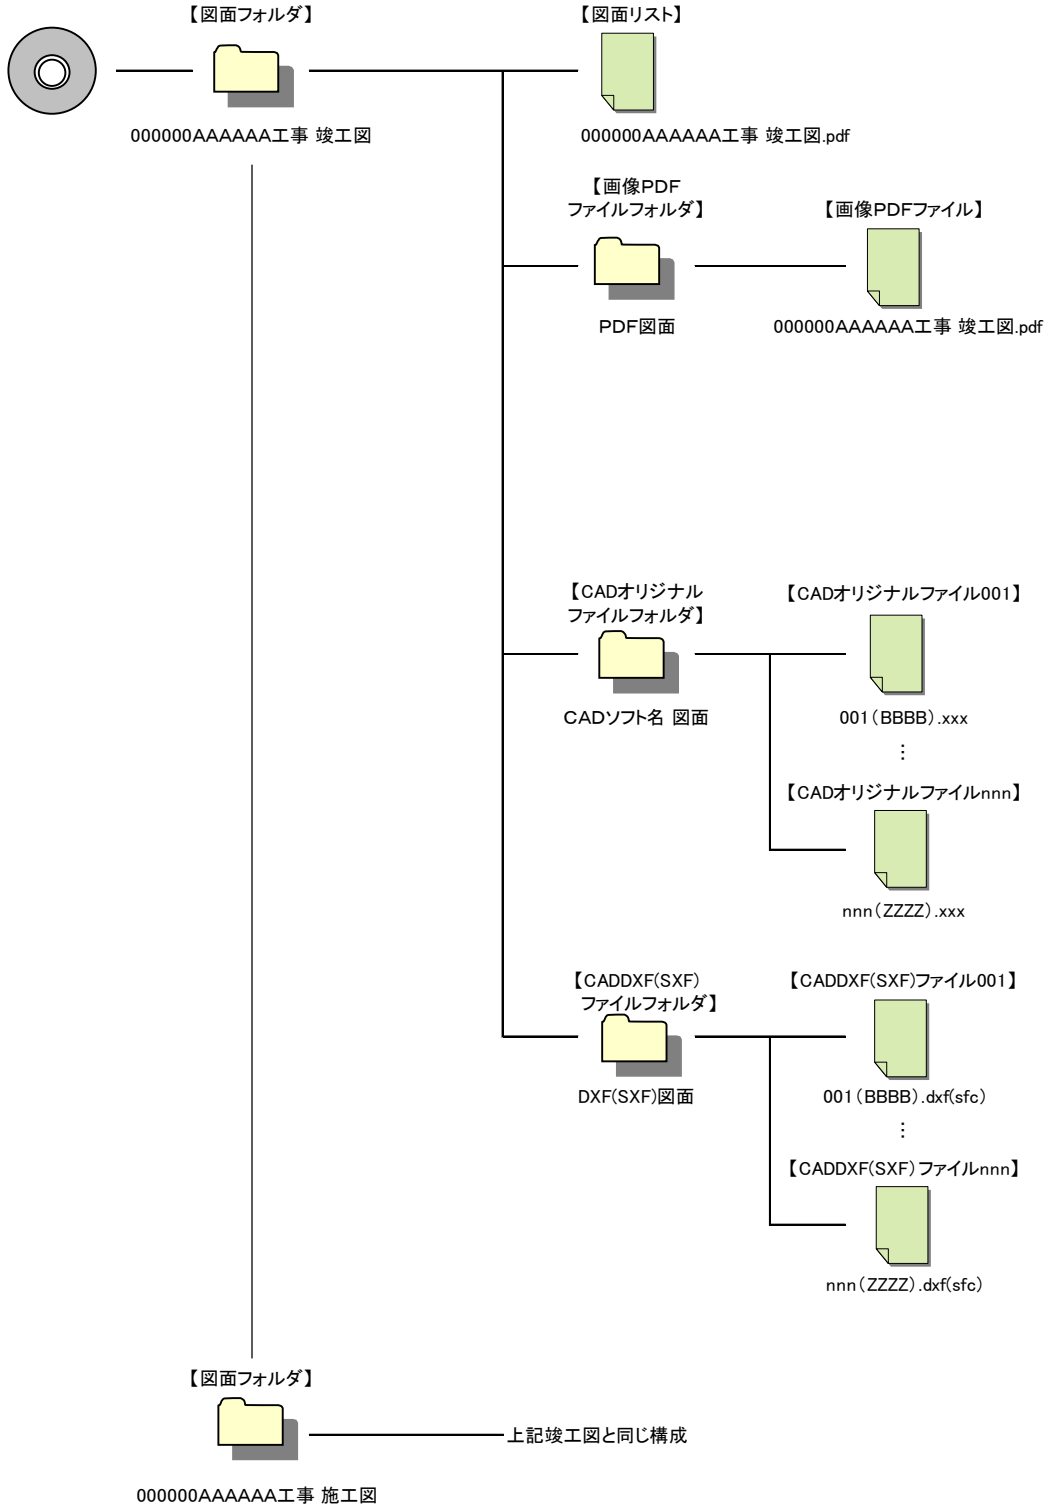 【図面フォルダ】
【図面リスト】
000000AAAAAA工事 竣工図
000000AAAAAA工事 竣工図.pdf
【画像PDF
ファイルフォルダ】
【画像PDFファイル】
PDF図面
000000AAAAAA工事 竣工図.pdf
【CADオリジナル
ファイルフォルダ】
【CADオリジナルファイル001】
CADソフト名 図面
001(BBBB).xxx
⋮
【CADオリジナルファイルnnn】
nnn(ZZZZ).xxx
【CADDXF(SXF)
ファイルフォルダ】
【CADDXF(SXF)ファイル001】
DXF(SXF)図面
001(BBBB).dxf(sfc)
⋮
【CADDXF(SXF)ファイルnnn】
nnn(ZZZZ).dxf(sfc)
【図面フォルダ】
上記竣工図と同じ構成
000000AAAAAA工事 施工図